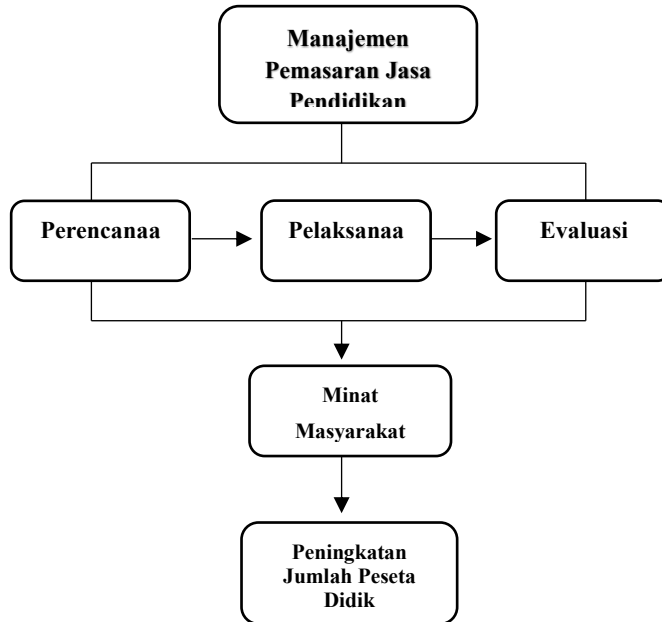 Manajemen
Pemasaran Jasa
Pendidikan
Perencanaa
Pelaksanaa
Evaluasi
Minat
Masyarakat
Peningkatan
Jumlah Peseta
Didik